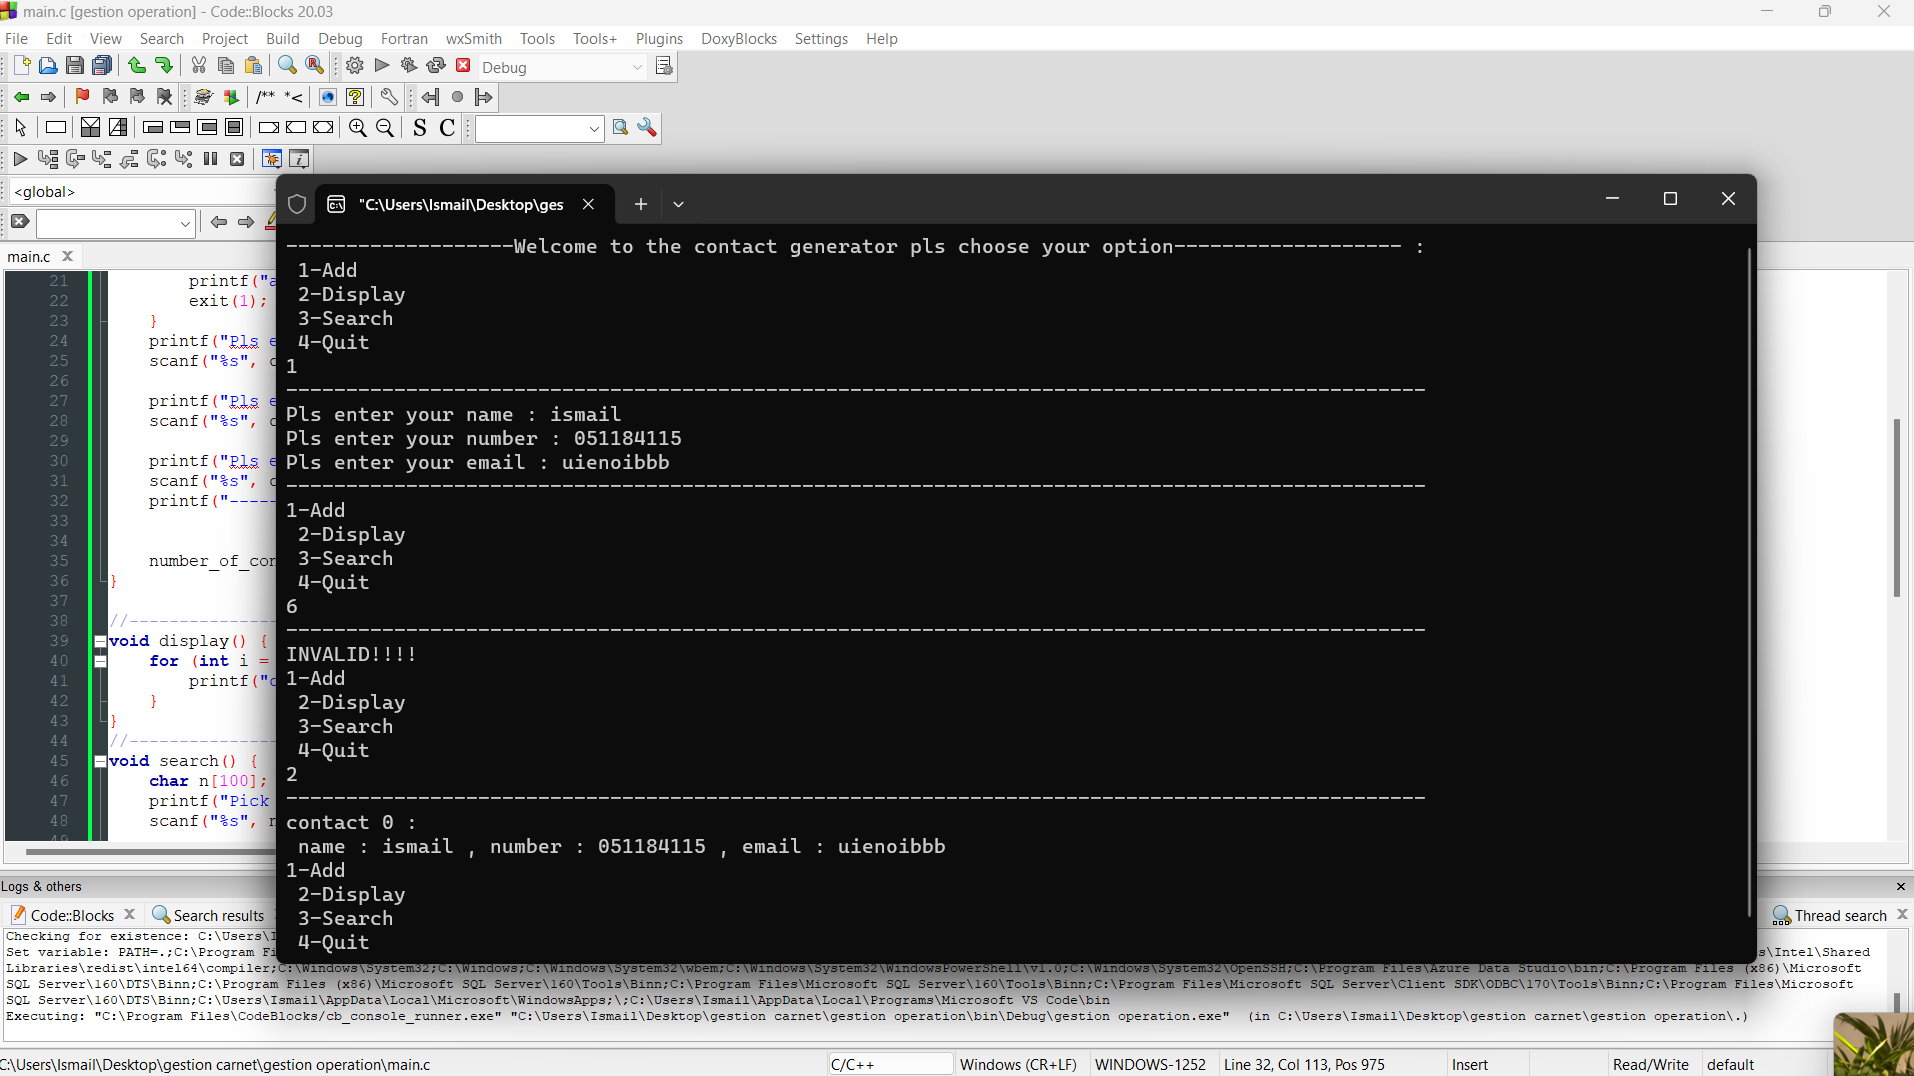 main.c [gestion operation] - Code::Blocks 20.03
File Edit View Search Project Build Debug Fortran wxSmith Tools Tools+ Plugins DoxyBlocks Settings Help
Debug
/** *<
S C
<global>
"C:\Users\Ismail\Desktop\ges
main.c
21 printf("
22 exit(1);
23 }
24 printf("Pls
25 scanf("%s",
26
27 printf("Pls
28 scanf("%s",
29
30 printf("Pls
31 scanf("%s",
32 printf("-----
33
34
35 number_of_con
36 }
37
38 //---------------
39 void display() {
40 for (int i =
41 printf("
42 }
43 }
44 //---------------
45 void search() {
46 char n[100];
47 printf("Pick
48 scanf("%s",
49
-------------------Welcome to the contact generator pls choose your option------------------- :
1-Add
2-Display
3-Search
4-Quit
1
-----------------------------------------------------------------------------------------------
Pls enter your name : ismail
Pls enter your number : 051184115
Pls enter your email : uienoibbb
-----------------------------------------------------------------------------------------------
1-Add
2-Display
3-Search
4-Quit
6
-----------------------------------------------------------------------------------------------
INVALID!!!!
1-Add
2-Display
3-Search
4-Quit
2
-----------------------------------------------------------------------------------------------
contact 0 :
name : ismail , number : 051184115 , email : uienoibbb
1-Add
2-Display
3-Search
4-Quit
Logs & others
Code::Blocks Search results Thread search
Checking for existence: C:\Users\I
Set variable: PATH=.;C:\Program Fi s\Intel\Shared
Libraries\redist\intel64\compiler;C:\Windows\System32;C:\Windows;C:\Windows\System32\wbem;C:\Windows\System32\WindowsPowerShell\v1.0;C:\Windows\System32\OpenSSH;C:\Program Files\Azure Data Studio\bin;C:\Program Files (x86)\Microsoft
SQL Server\160\DTS\Binn;C:\Program Files (x86)\Microsoft SQL Server\160\Tools\Binn;C:\Program Files\Microsoft SQL Server\160\Tools\Binn;C:\Program Files\Microsoft SQL Server\Client SDK\ODBC\170\Tools\Binn;C:\Program Files\Microsoft
SQL Server\160\DTS\Binn;C:\Users\Ismail\AppData\Local\Microsoft\WindowsApps;\;C:\Users\Ismail\AppData\Local\Programs\Microsoft VS Code\bin
Executing: "C:\Program Files\CodeBlocks/cb_console_runner.exe" "C:\Users\Ismail\Desktop\gestion carnet\gestion operation\bin\Debug\gestion operation.exe" (in C:\Users\Ismail\Desktop\gestion carnet\gestion operation\.)
C:\Users\Ismail\Desktop\gestion carnet\gestion operation\main.c C/C++ Windows (CR+LF) WINDOWS-1252 Line 32, Col 113, Pos 975 Insert Read/Write default